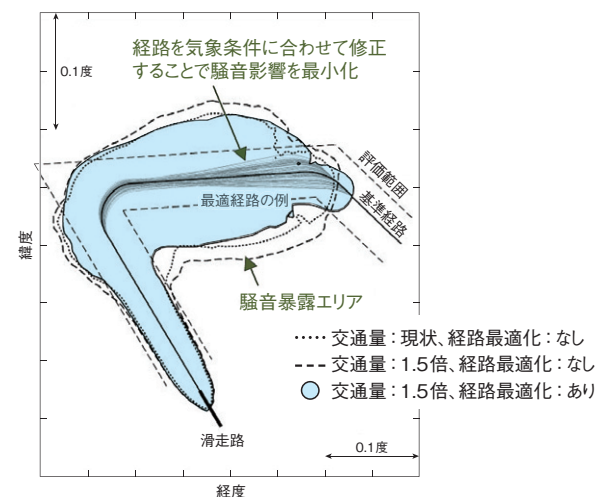 0.1度
経路を気象条件に合わせて修正
することで騒音影響を最小化
評価範囲
基準経路
最適経路の例
緯度
騒音暴露エリア
交通量：現状、経路最適化：なし
交通量：1.5倍、経路最適化：なし
交通量：1.5倍、経路最適化：あり
滑走路
0.1度
経度